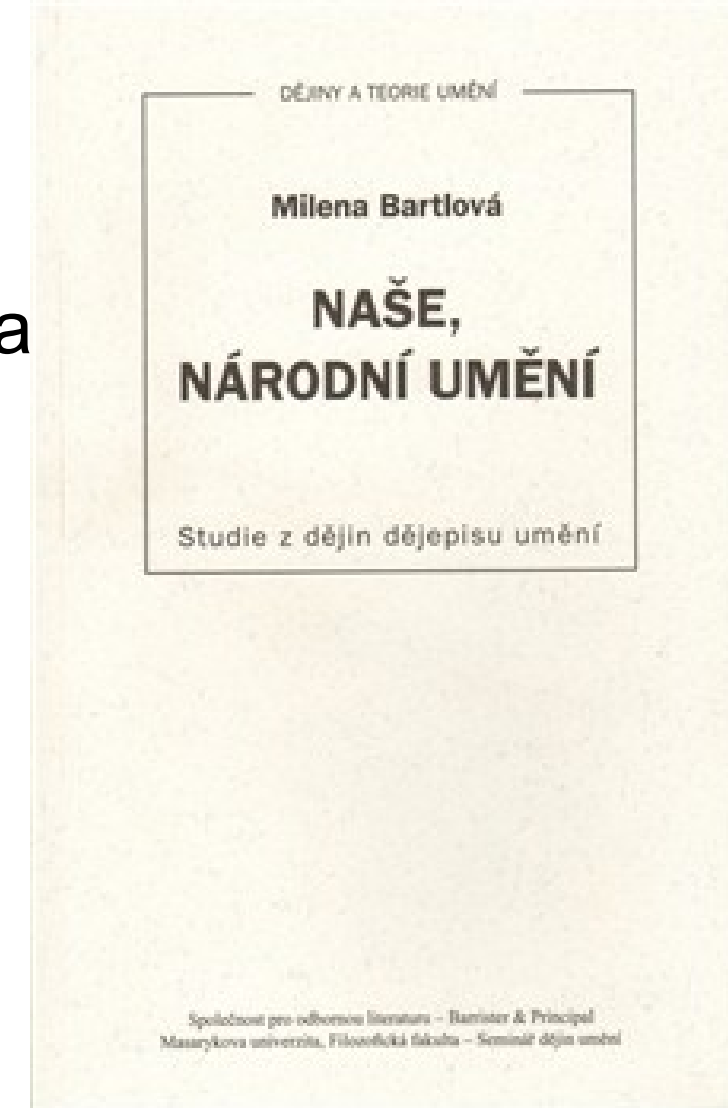 a
DĚJINY A TEORIE UMĚNÍ
Milena Bartlová
NAŠE,
NÁRODNÍ UMĚNÍ
Studie z dějin dějepisu umění
Společnost pro odbornou literaturu – Barrister & Principal
Masarykova univerzita, Filozofická fakulta – Seminář dějin umění